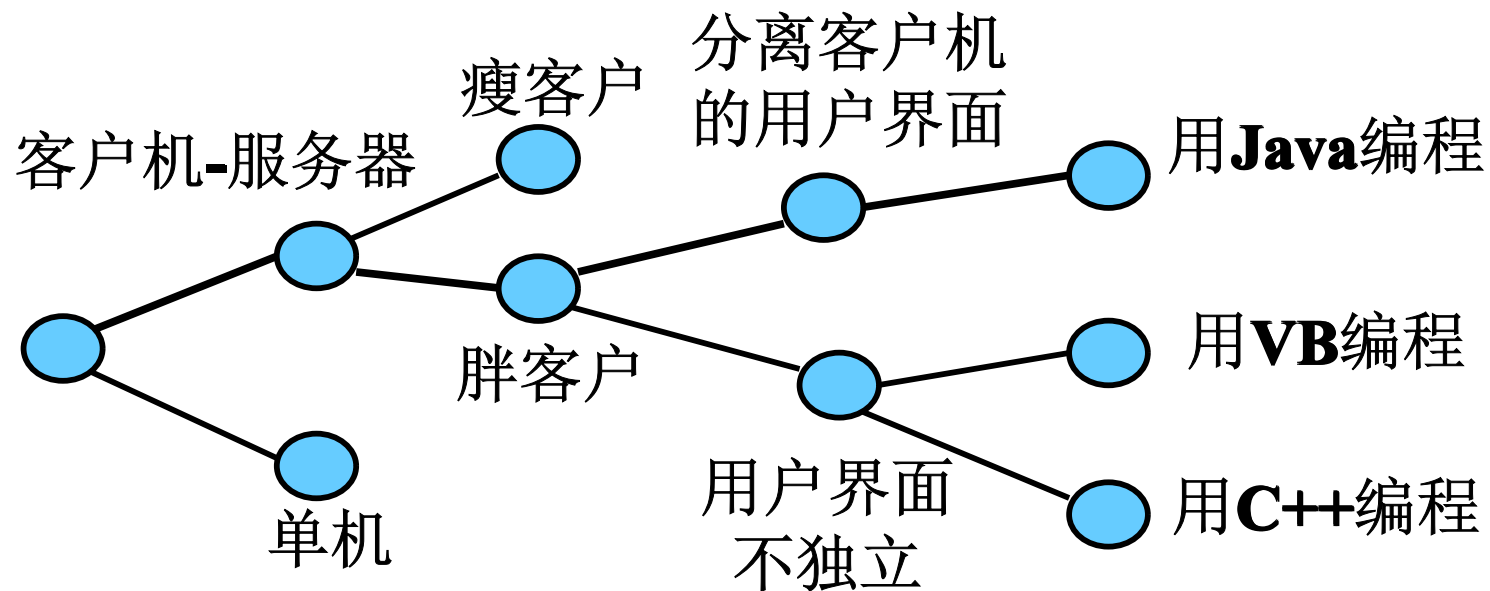 分离客户机
的用户界面
瘦客户
客户机-服务器
用Java编程
胖客户
用VB编程
用户界面
不独立
用C++编程
单机